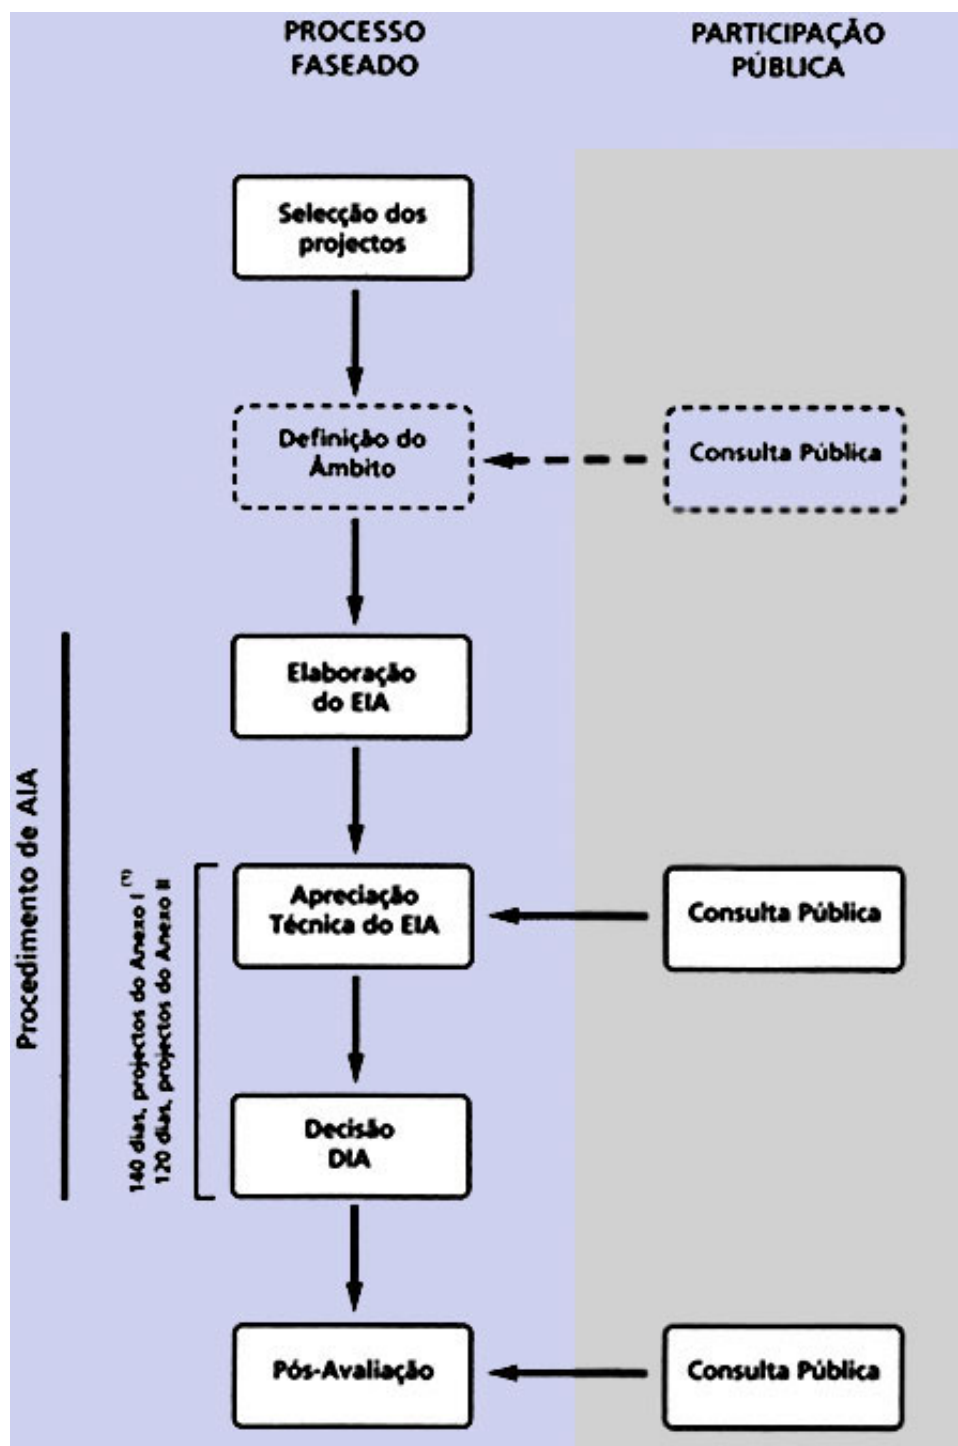 PROCESSO
FASEADO
PARTICIPAÇÃO
PÚBLICA
Selecção dos
projectos
Definição do
Âmbito
Consulta Pública
Elaboração
do EIA
Procedimento de AIA
140 dias, projectos do Anexo I (1)
120 dias, projectos do Anexo II
Apreciação
Técnica do EIA
Consulta Pública
Decisão
DIA
Pós-Avaliação
Consulta Pública